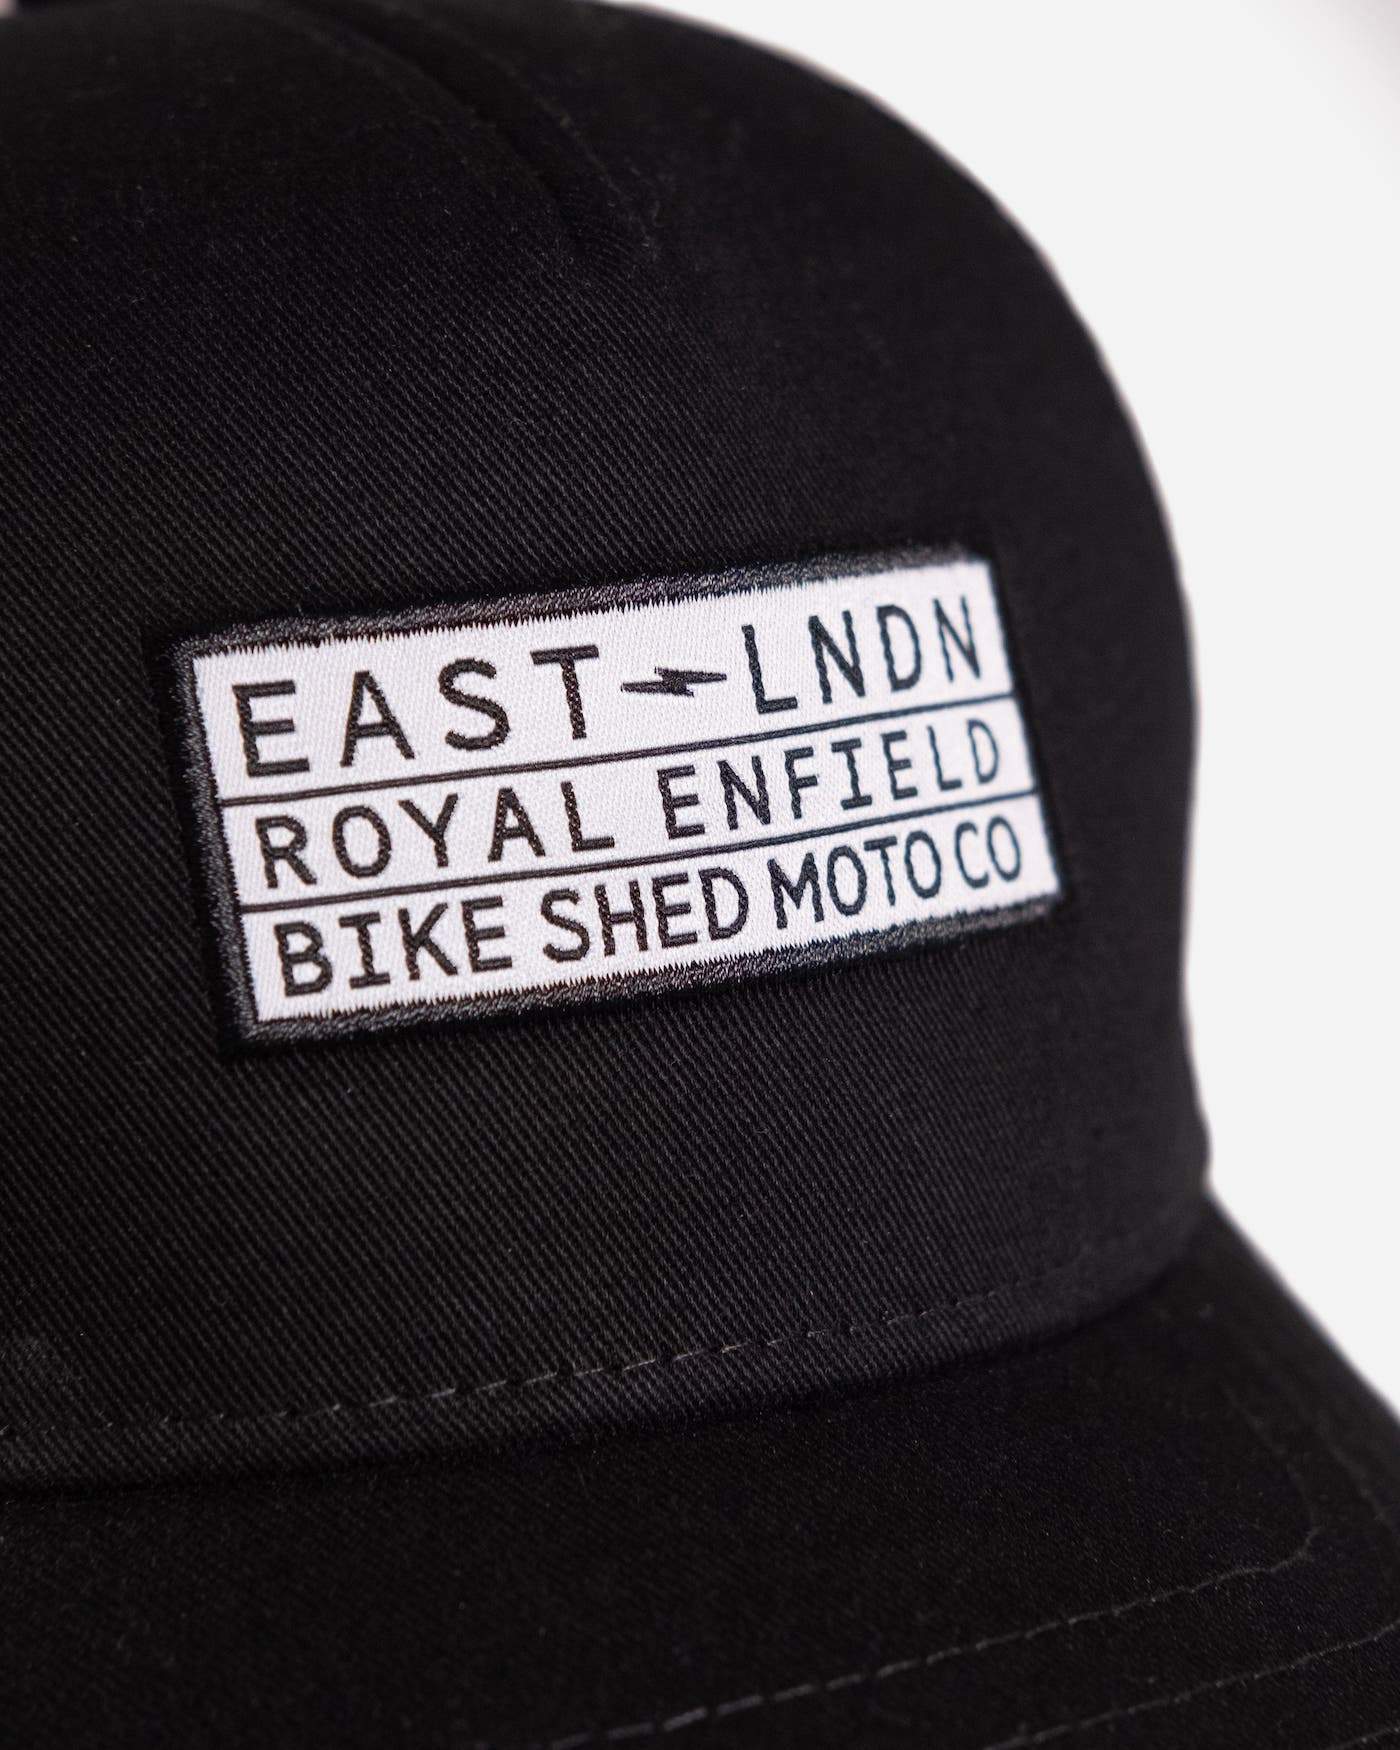 EAST LNDN
ROYAL ENFIELD
BIKE SHED MOTO CO